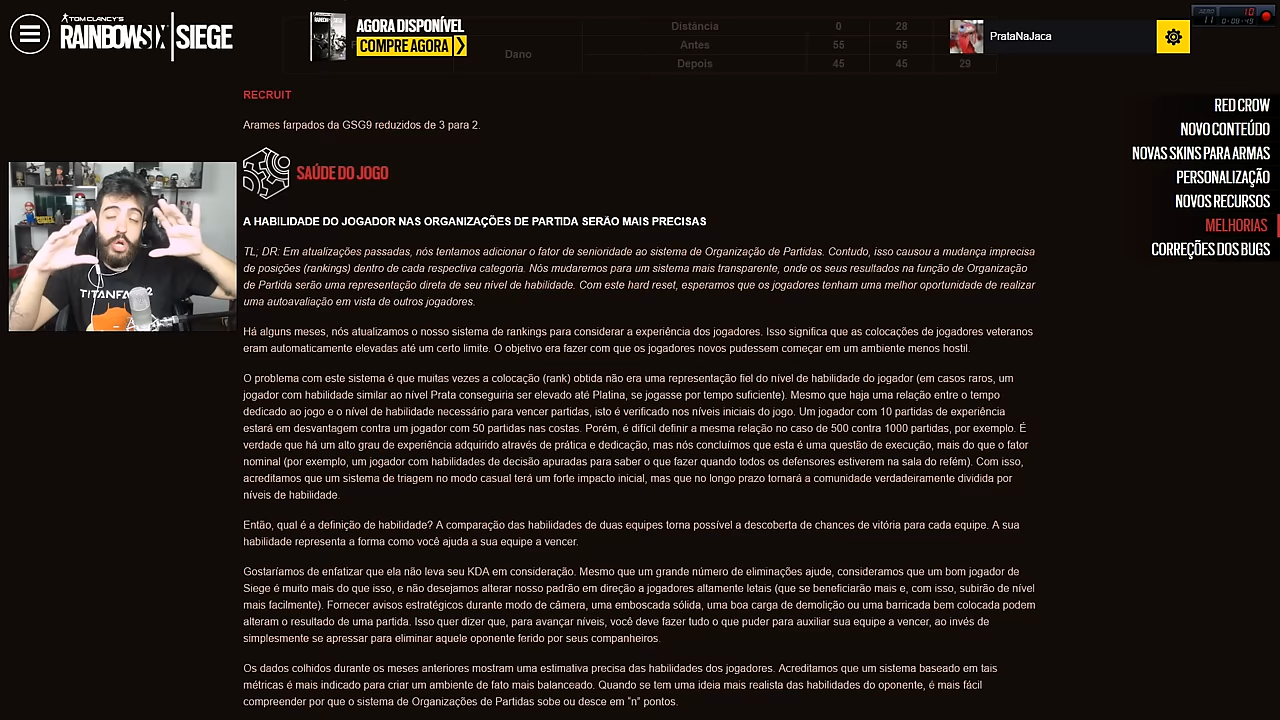 TOM CLANCY'S
RAINBOWSIX | SIEGE
AGORA DISPONÍVEL
COMPRE AGORA
Dano
Distância 0 28
Antes 55 55
Depois 45 45 29
PrataNaJaca
10
11 0:08:49
RECRUIT
Arames farpados da GSG9 reduzidos de 3 para 2.
SAÚDE DO JOGO
A HABILIDADE DO JOGADOR NAS ORGANIZAÇÕES DE PARTIDA SERÃO MAIS PRECISAS
TL; DR: Em atualizações passadas, nós tentamos adicionar o fator de senioridade ao sistema de Organização de Partidas. Contudo, isso causou a mudança imprecisa
de posições (rankings) dentro de cada respectiva categoria. Nós mudaremos para um sistema mais transparente, onde os seus resultados na função de Organização
de Partida serão uma representação direta de seu nível de habilidade. Com este hard reset, esperamos que os jogadores tenham uma melhor oportunidade de realizar
uma autoavaliação em vista de outros jogadores.
Há alguns meses, nós atualizamos o nosso sistema de rankings para considerar a experiência dos jogadores. Isso significa que as colocações de jogadores veteranos
eram automaticamente elevadas até um certo limite. O objetivo era fazer com que os jogadores novos pudessem começar em um ambiente menos hostil.
O problema com este sistema é que muitas vezes a colocação (rank) obtida não era uma representação fiel do nível de habilidade do jogador (em casos raros, um
jogador com habilidade similar ao nível Prata conseguiria ser elevado até Platina, se jogasse por tempo suficiente). Mesmo que haja uma relação entre o tempo
dedicado ao jogo e o nível de habilidade necessário para vencer partidas, isto é verificado nos níveis iniciais do jogo. Um jogador com 10 partidas de experiência
estará em desvantagem contra um jogador com 50 partidas nas costas. Porém, é difícil definir a mesma relação no caso de 500 contra 1000 partidas, por exemplo. É
verdade que há um alto grau de experiência adquirido através de prática e dedicação, mas nós concluímos que esta é uma questão de execução, mais do que o fator
nominal (por exemplo, um jogador com habilidades de decisão apuradas para saber o que fazer quando todos os defensores estiverem na sala do refém). Com isso,
acreditamos que um sistema de triagem no modo casual terá um forte impacto inicial, mas que no longo prazo tornará a comunidade verdadeiramente dividida por
níveis de habilidade.
Então, qual é a definição de habilidade? A comparação das habilidades de duas equipes torna possível a descoberta de chances de vitória para cada equipe. A sua
habilidade representa a forma como você ajuda a sua equipe a vencer.
Gostaríamos de enfatizar que ela não leva seu KDA em consideração. Mesmo que um grande número de eliminações ajude, consideramos que um bom jogador de
Siege é muito mais do que isso, e não desejamos alterar nosso padrão em direção a jogadores altamente letais (que se beneficiarão mais e, com isso, subirão de nível
mais facilmente). Fornecer avisos estratégicos durante modo de câmera, uma emboscada sólida, uma boa carga de demolição ou uma barricada bem colocada podem
alteram o resultado de uma partida. Isso quer dizer que, para avançar níveis, você deve fazer tudo o que puder para auxiliar sua equipe a vencer, ao invés de
simplesmente se apressar para eliminar aquele oponente ferido por seus companheiros.
Os dados colhidos durante os meses anteriores mostram uma estimativa precisa das habilidades dos jogadores. Acreditamos que um sistema baseado em tais
métricas é mais indicado para criar um ambiente de fato mais balanceado. Quando se tem uma ideia mais realista das habilidades do oponente, é mais fácil
compreender por que o sistema de Organizações de Partidas sobe ou desce em "n" pontos.
RED CROW
NOVO CONTEÚDO
NOVAS SKINS PARA ARMAS
PERSONALIZAÇÃO
NOVOS RECURSOS
MELHORIAS
CORREÇÕES DOS BUGS